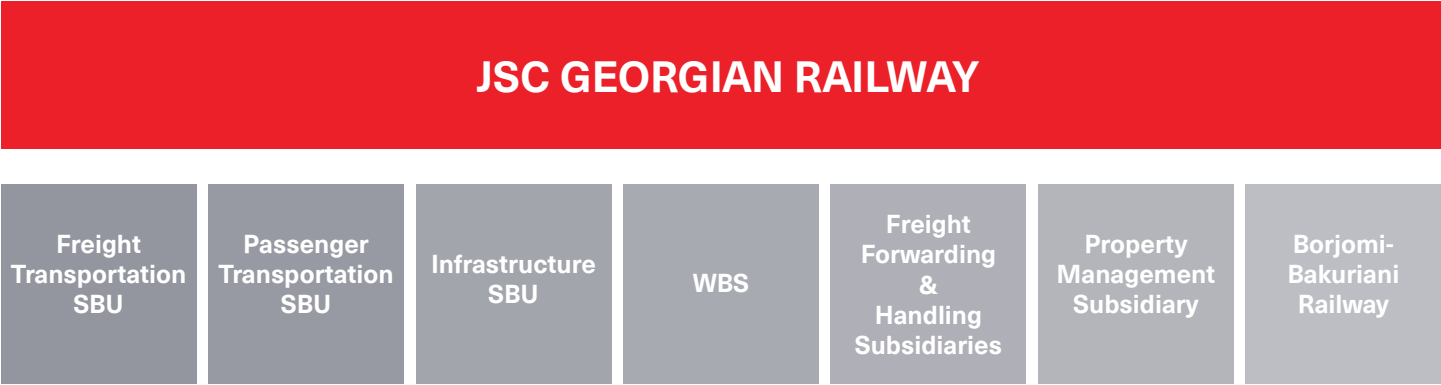 JSC GEORGIAN RAILWAY
Freight
Transportation
SBU
Passenger
Transportation
SBU
Infrastructure
SBU
WBS
Freight
Forwarding
&
Handling
Subsidiaries
Property
Management
Subsidiary
Borjomi-
Bakuriani
Railway